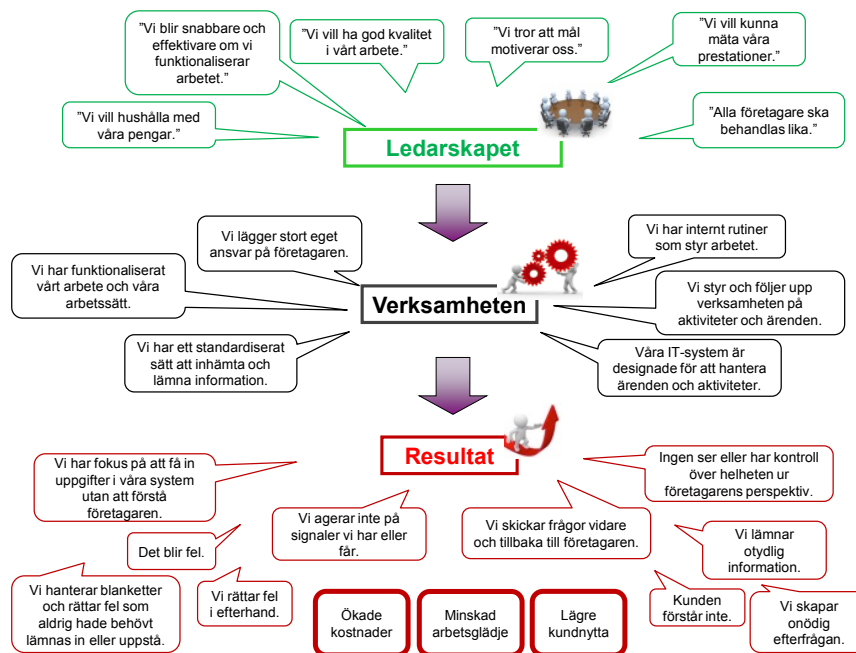 ”Vi blir snabbare och
effektivare om vi
funktionaliserar
arbetet.”
”Vi vill ha god kvalitet
i vårt arbete.”
”Vi tror att mål
motiverar oss.”
”Vi vill kunna
mäta våra
prestationer.”
”Vi vill hushålla med
våra pengar.”
”Alla företagare ska
behandlas lika.”
Ledarskapet
Vi lägger stort eget
ansvar på företagaren.
Vi har internt rutiner
som styr arbetet.
Vi har funktionaliserat
vårt arbete och våra
arbetssätt.
Vi styr och följer upp
verksamheten på
aktiviteter och ärenden.
Verksamheten
Vi har ett standardiserat
sätt att inhämta och
lämna information.
Våra IT-system är
designade för att hantera
ärenden och aktiviteter.
Resultat
Vi har fokus på att få in
uppgifter i våra system
utan att förstå
företagaren.
Ingen ser eller har kontroll
över helheten ur
företagarens perspektiv.
Vi agerar inte på
signaler vi har eller
får.
Vi skickar frågor vidare
och tillbaka till företagaren.
Det blir fel.
Vi lämnar
otydlig
information.
Vi hanterar blanketter
och rättar fel som
aldrig hade behövt
lämnas in eller uppstå.
Vi rättar fel
i efterhand.
Ökade
kostnader
Minskad
arbetsglädje
Lägre
kundnytta
Kunden
förstår inte.
Vi skapar
onödig
efterfrågan.